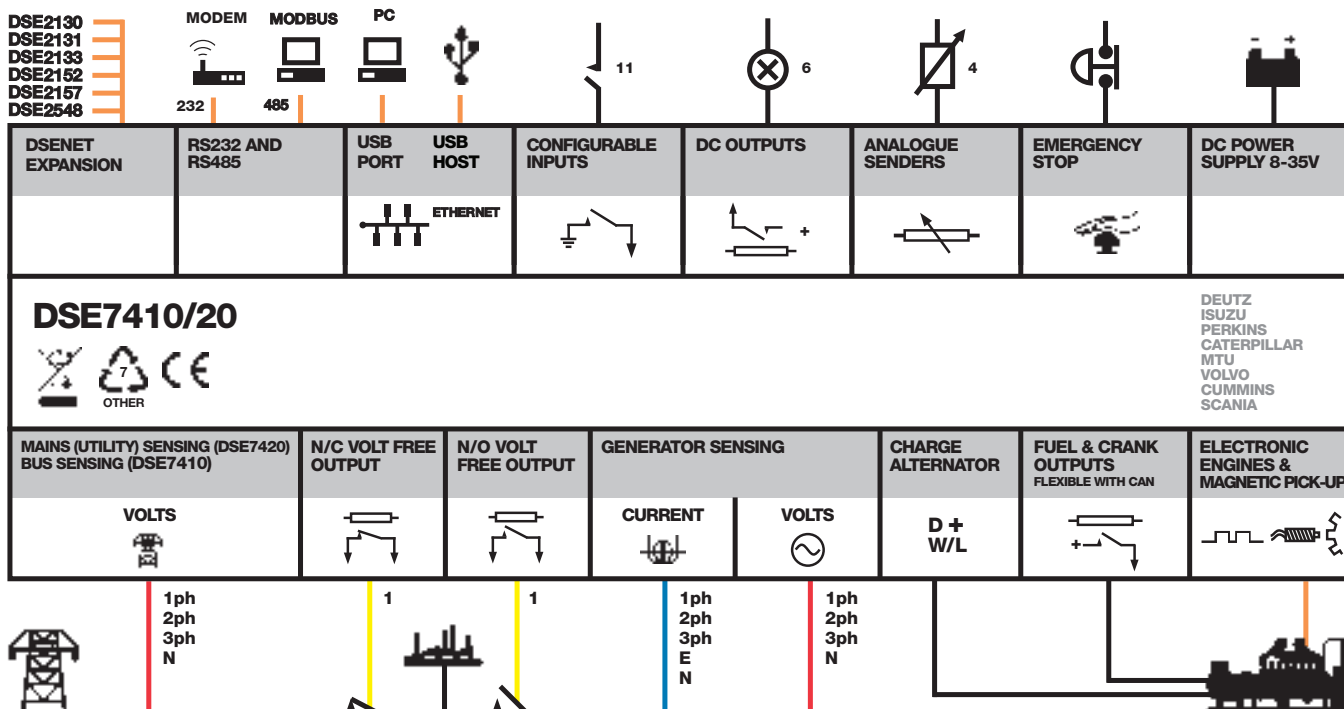 DSE2130
DSE2131
DSE2133
DSE2152
DSE2157
DSE2548
MODEM
MODBUS
PC
232
485
11
6
4
DSENET
EXPANSION
RS232 AND
RS485
USB
PORT
USB
HOST
CONFIGURABLE
INPUTS
DC OUTPUTS
ANALOGUE
SENDERS
EMERGENCY
STOP
DC POWER
SUPPLY 8-35V
ETHERNET
+
- +
DSE7410/20
7
OTHER
CE
DEUTZ
ISUZU
PERKINS
CATERPILLAR
MTU
VOLVO
CUMMINS
SCANIA
MAINS (UTILITY) SENSING (DSE7420)
BUS SENSING (DSE7410)
N/C VOLT FREE
OUTPUT
N/O VOLT
FREE OUTPUT
GENERATOR SENSING
CHARGE
ALTERNATOR
FUEL & CRANK
OUTPUTS
FLEXIBLE WITH CAN
ELECTRONIC
ENGINES &
MAGNETIC PICK-UP
VOLTS
CURRENT
VOLTS
D+
W/L
+
1ph
2ph
3ph
N
1
1
1ph
2ph
3ph
E
N
1ph
2ph
3ph
N